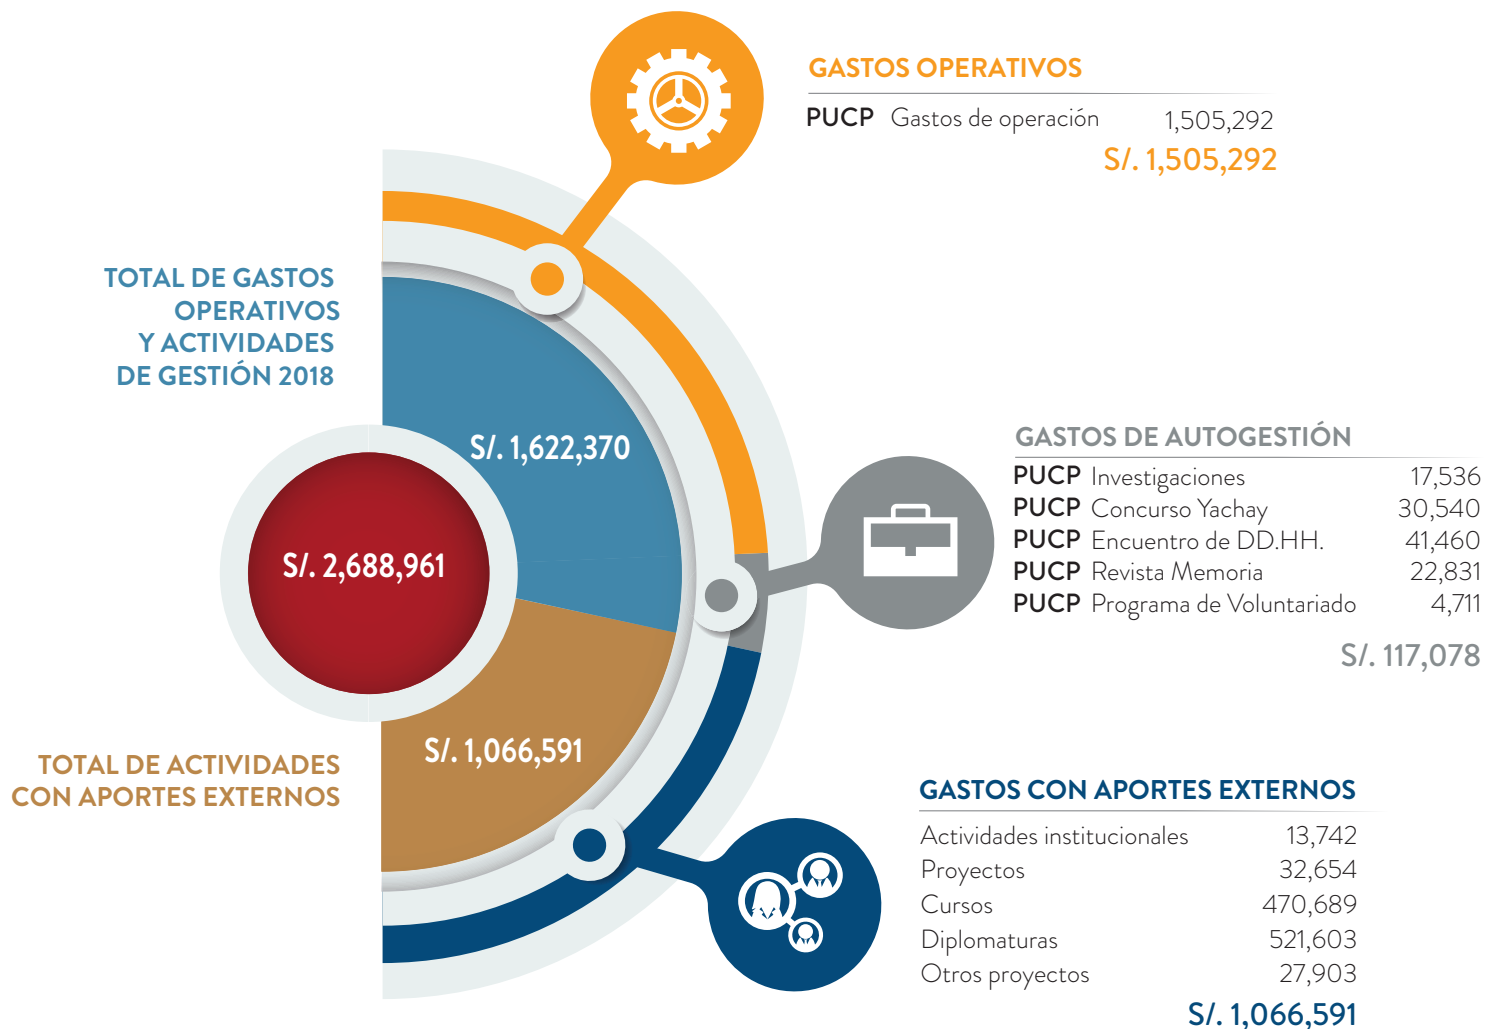 GASTOS OPERATIVOS
PUCP Gastos de operación 1,505,292
S/. 1,505,292
TOTAL DE GASTOS
OPERATIVOS
Y ACTIVIDADES
DE GESTIÓN 2018
S/. 1,622,370
S/. 2,688,961
GASTOS DE AUTOGESTIÓN
PUCP Investigaciones 17,536
PUCP Concurso Yachay 30,540
PUCP Encuentro de DD.HH. 41,460
PUCP Revista Memoria 22,831
PUCP Programa de Voluntariado 4,711
S/. 117,078
TOTAL DE ACTIVIDADES
CON APORTES EXTERNOS
S/. 1,066,591
GASTOS CON APORTES EXTERNOS
Actividades institucionales 13,742
Proyectos 32,654
Cursos 470,689
Diplomaturas 521,603
Otros proyectos 27,903
S/. 1,066,591